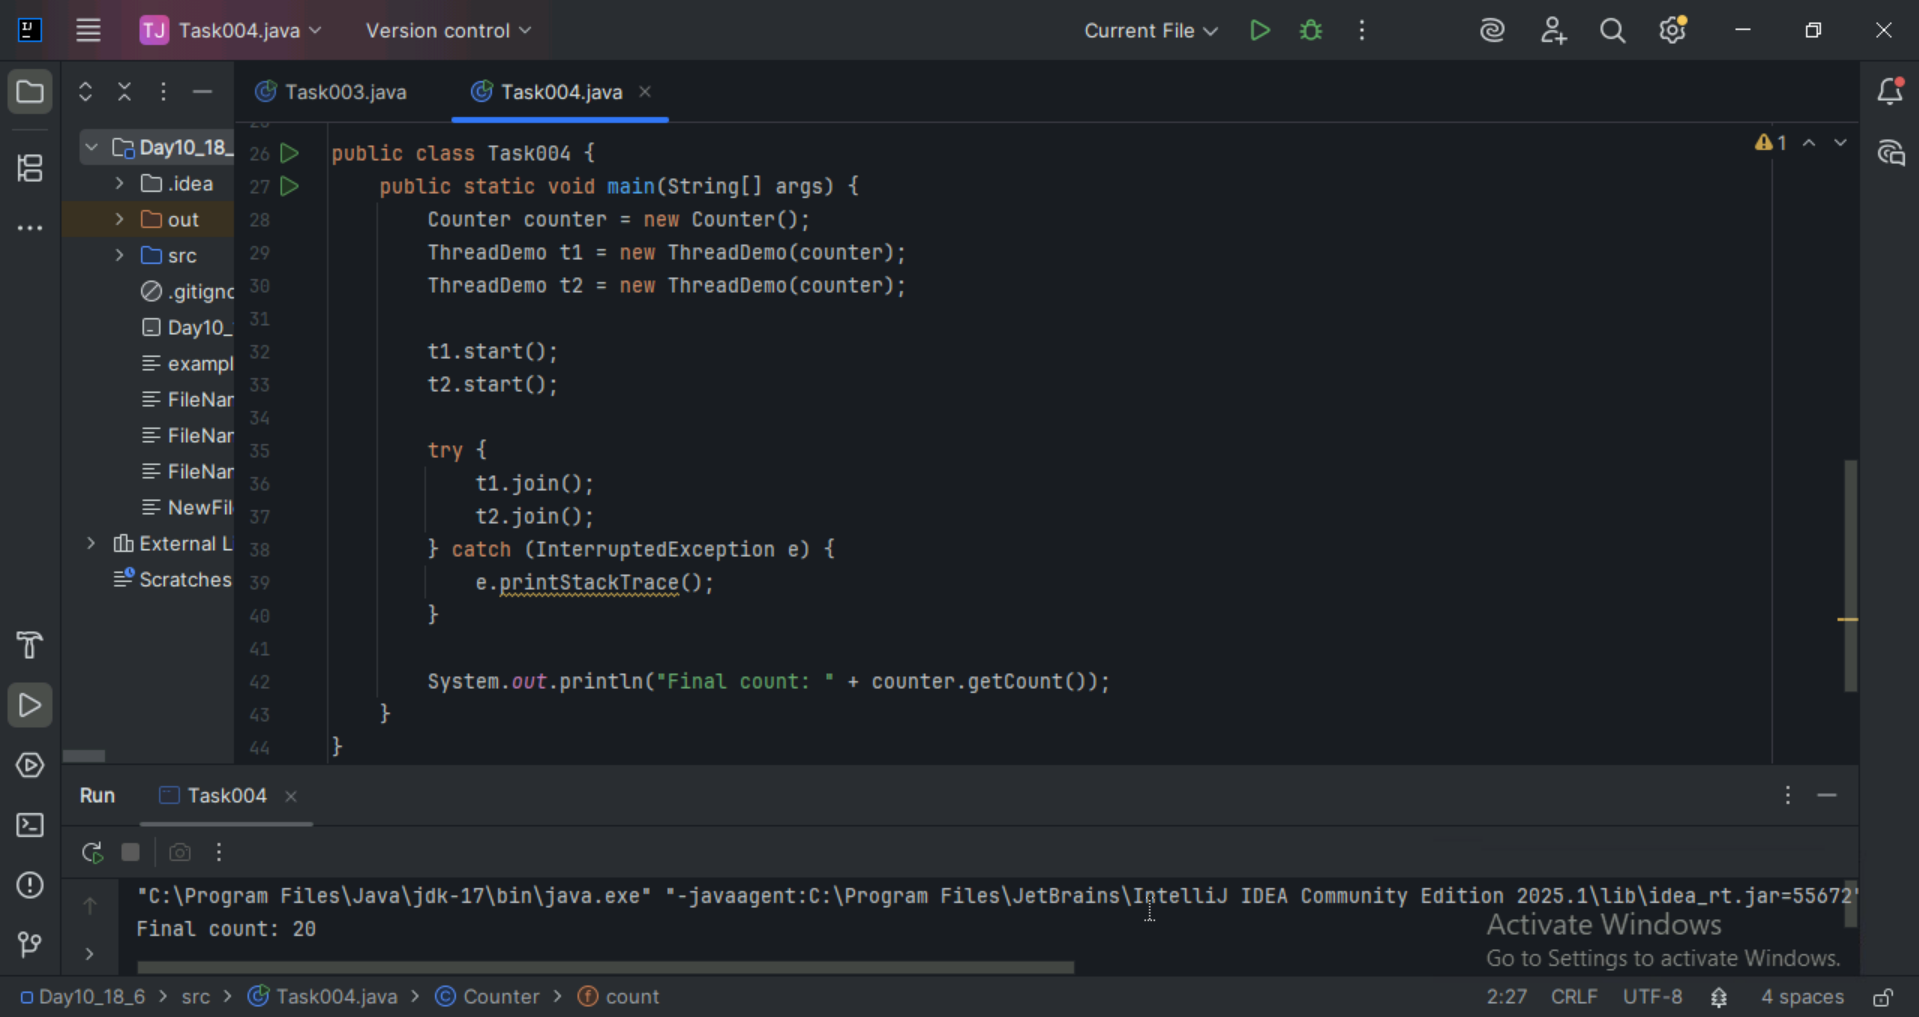 TJ Task004.java Version control Current File
Task003.java Task004.java
Day10_18_
.idea
out
src
.gitigno
Day10_
exampl
FileNar
FileNar
FileNar
NewFil
External L
Scratches
1
26 public class Task004 {
27 public static void main(String[] args) {
28 Counter counter = new Counter();
29 ThreadDemo t1 = new ThreadDemo(counter);
30 ThreadDemo t2 = new ThreadDemo(counter);
31
32 t1.start();
33 t2.start();
34
35 try {
36 t1.join();
37 t2.join();
38 } catch (InterruptedException e) {
39 e.printStackTrace();
40 }
41
42 System.out.println("Final count: " + counter.getCount());
43 }
44 }
Run Task004
"C:\Program Files\Java\jdk-17\bin\java.exe" "-javaagent:C:\Program Files\JetBrains\IntelliJ IDEA Community Edition 2025.1\lib\idea_rt.jar=55672"
Final count: 20
Activate Windows
Go to Settings to activate Windows.
Day10_18_6 > src > Task004.java > Counter > count 2:27 CRLF UTF-8 4 spaces